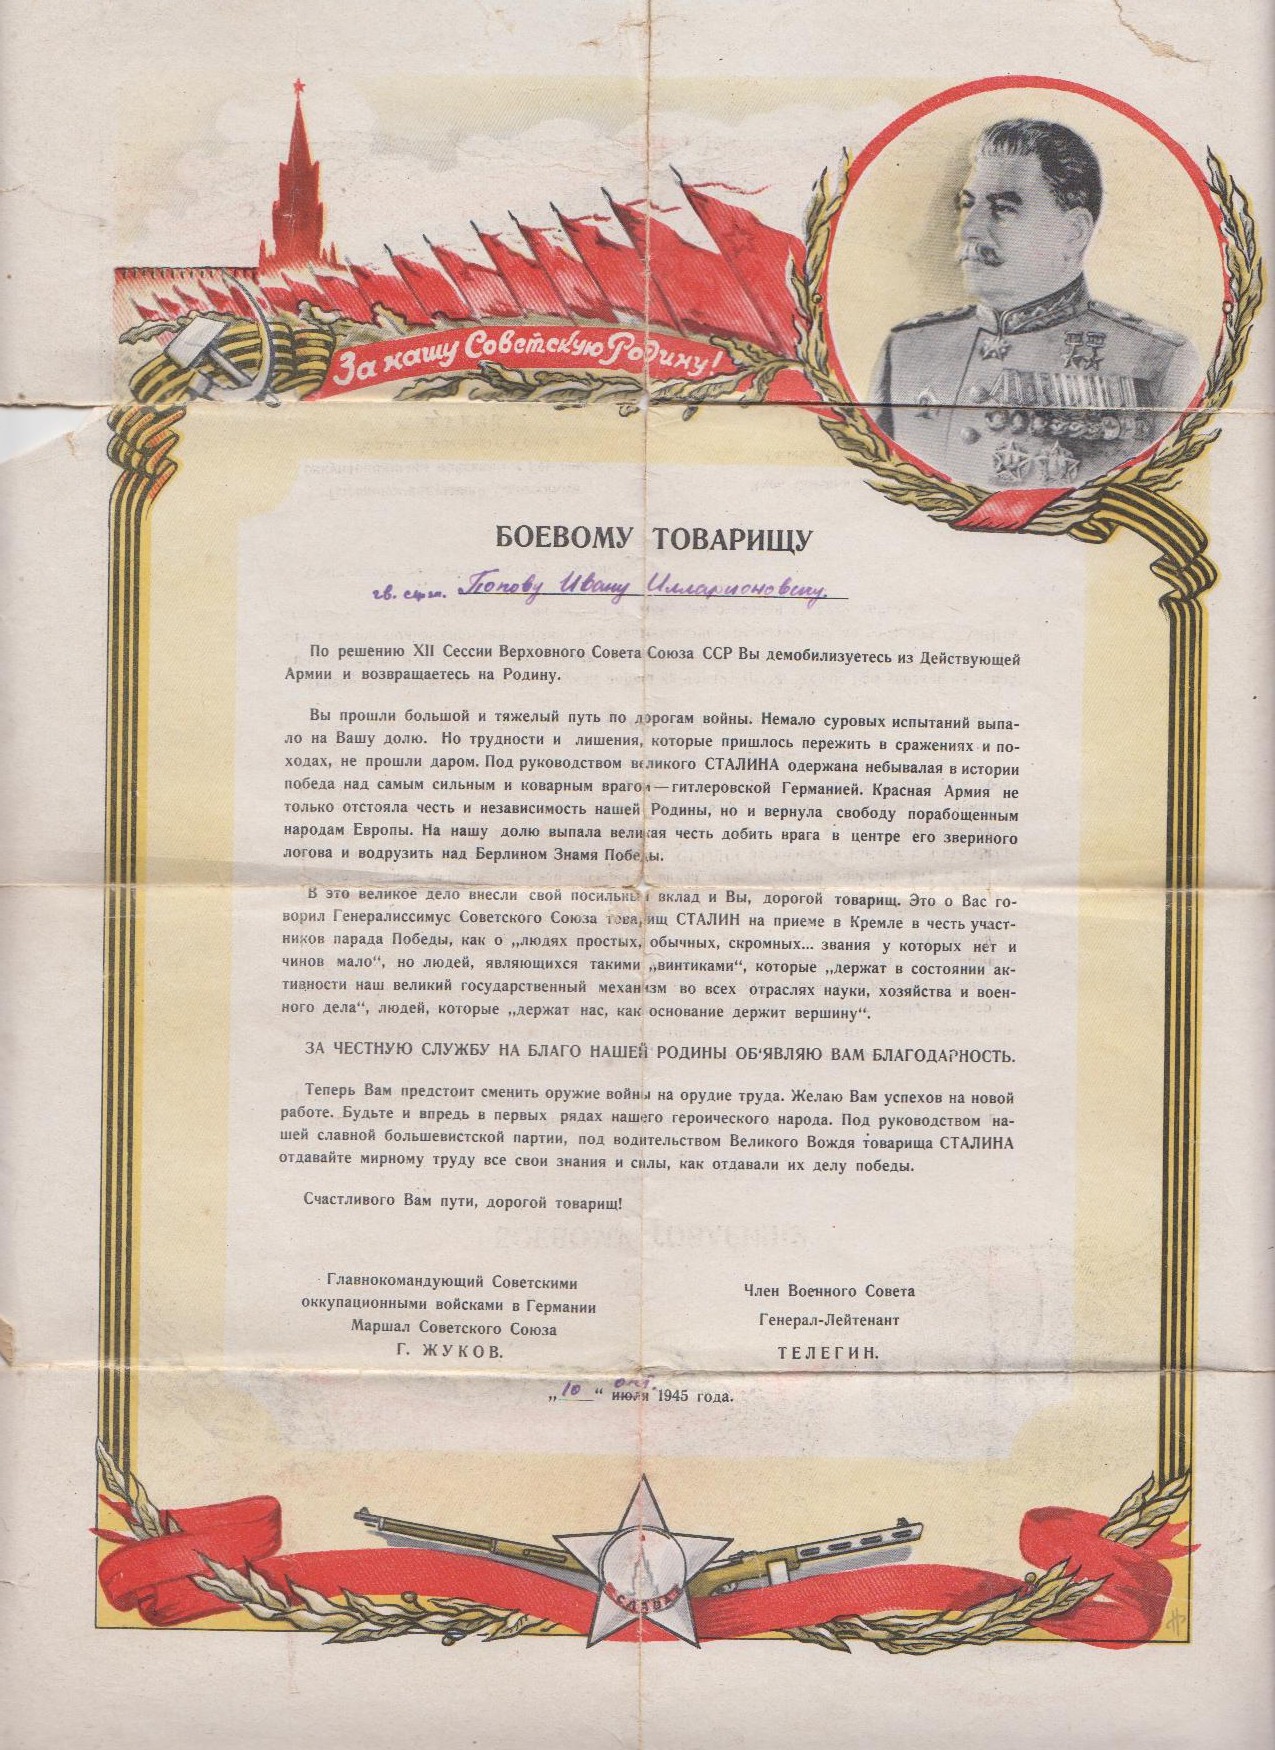 За нашу Советскую Родину!
БОЕВОМУ ТОВАРИЩУ
гв. серж. Попову Ивану Илларионовичу.
По решению XII Сессии Верховного Совета Союза ССР Вы демобилизуетесь из Действующей
Армии и возвращаетесь на Родину.
Вы прошли большой и тяжелый путь по дорогам войны. Немало суровых испытаний выпа-
ло на Вашу долю. Но трудности и лишения, которые пришлось пережить в сражениях и по-
ходах, не прошли даром. Под руководством великого СТАЛИНА одержана небывалая в истории
победа над самым сильным и коварным врагом—гитлеровской Германией. Красная Армия не
только отстояла честь и независимость нашей Родины, но и вернула свободу порабощенным
народам Европы. На нашу долю выпала великая честь добить врага в центре его звериного
логова и водрузить над Берлином Знамя Победы.
В это великое дело внесли свой посильный вклад и Вы, дорогой товарищ. Это о Вас го-
ворил Генералиссимус Советского Союза товарищ СТАЛИН на приеме в Кремле в честь участ-
ников парада Победы, как о „людях простых, обычных, скромных... звания у которых нет и
чинов мало“, но людей, являющихся такими „винтиками“, которые „держат в состоянии ак-
тивности наш великий государственный механизм во всех отраслях науки, хозяйства и воен-
ного дела“, людей, которые „держат нас, как основание держит вершину“.
ЗА ЧЕСТНУЮ СЛУЖБУ НА БЛАГО НАШЕЙ РОДИНЫ ОБ'ЯВЛЯЮ ВАМ БЛАГОДАРНОСТЬ.
Теперь Вам предстоит сменить оружие войны на орудие труда. Желаю Вам успехов на новой
работе. Будьте и впредь в первых рядах нашего героического народа. Под руководством на-
шей славной большевистской партии, под водительством Великого Вождя товарища СТАЛИНА
отдавайте мирному труду все свои знания и силы, как отдавали их делу победы.
Счастливого Вам пути, дорогой товарищ!
Главнокомандующий Советскими
оккупационными войсками в Германии
Маршал Советского Союза
Г. ЖУКОВ.
Член Военного Совета
Генерал-Лейтенант
ТЕЛЕГИН.
окт.
„10“ июля 1945 года.
СЛАВА